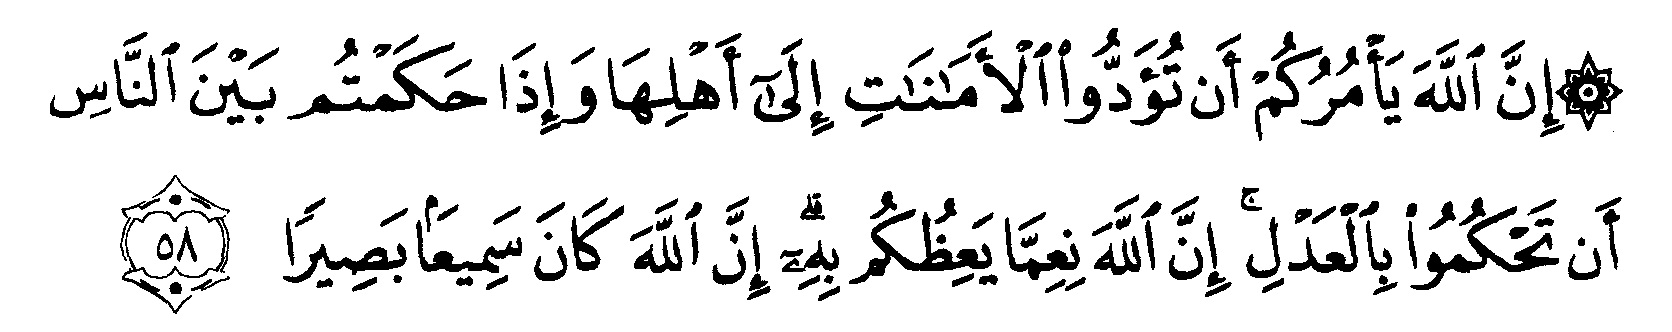 ۞إِنَّ ٱللَّهَ يَأْمُرُكُمْ أَن تُؤَدُّوا۟ ٱلْأَمَـٰنَـٰتِ إِلَىٰٓ أَهْلِهَا وَإِذَا حَكَمْتُم بَيْنَ ٱلنَّاسِ
أَن تَحْكُمُوا۟ بِٱلْعَدْلِ ۚ إِنَّ ٱللَّهَ نِعِمَّا يَعِظُكُم بِهِۦٓ ۗ إِنَّ ٱللَّهَ كَانَ سَمِيعًۢا بَصِيرًا ٥٨